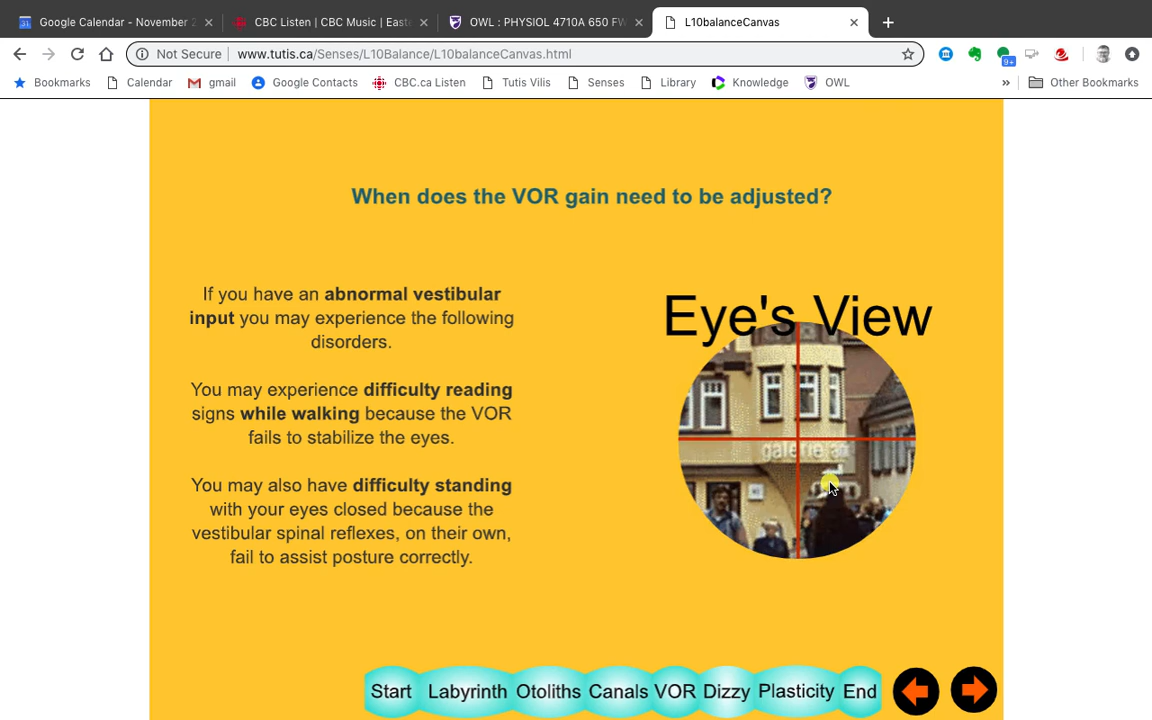 Google Calendar - November 2
CBC Listen | CBC Music | Easte
OWL : PHYSIOL 4710A 650 FW
L10balanceCanvas
Not Secure
www.tutis.ca/Senses/L10Balance/L10balanceCanvas.html
9+
Bookmarks
Calendar
gmail
Google Contacts
CBC.ca Listen
Tutis Vilis
Senses
Library
Knowledge
OWL
»
Other Bookmarks
When does the VOR gain need to be adjusted?
If you have an abnormal vestibular
input you may experience the following
disorders.
You may experience difficulty reading
signs while walking because the VOR
fails to stabilize the eyes.
You may also have difficulty standing
with your eyes closed because the
vestibular spinal reflexes, on their own,
fail to assist posture correctly.
Eye's View
galerie
Start
Labyrinth
Otoliths
Canals
VOR
Dizzy
Plasticity
End